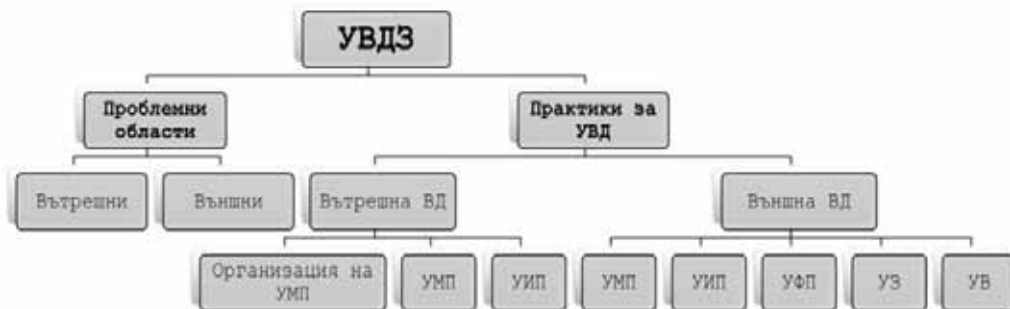 УВДЗ
Проблемни
области
Практики за
УВД
Вътрешни
Външни
Вътрешна ВД
Външна ВД
Организация на
УМП
УМП
УИП
УМП
УИП
УФП
УЗ
УВ